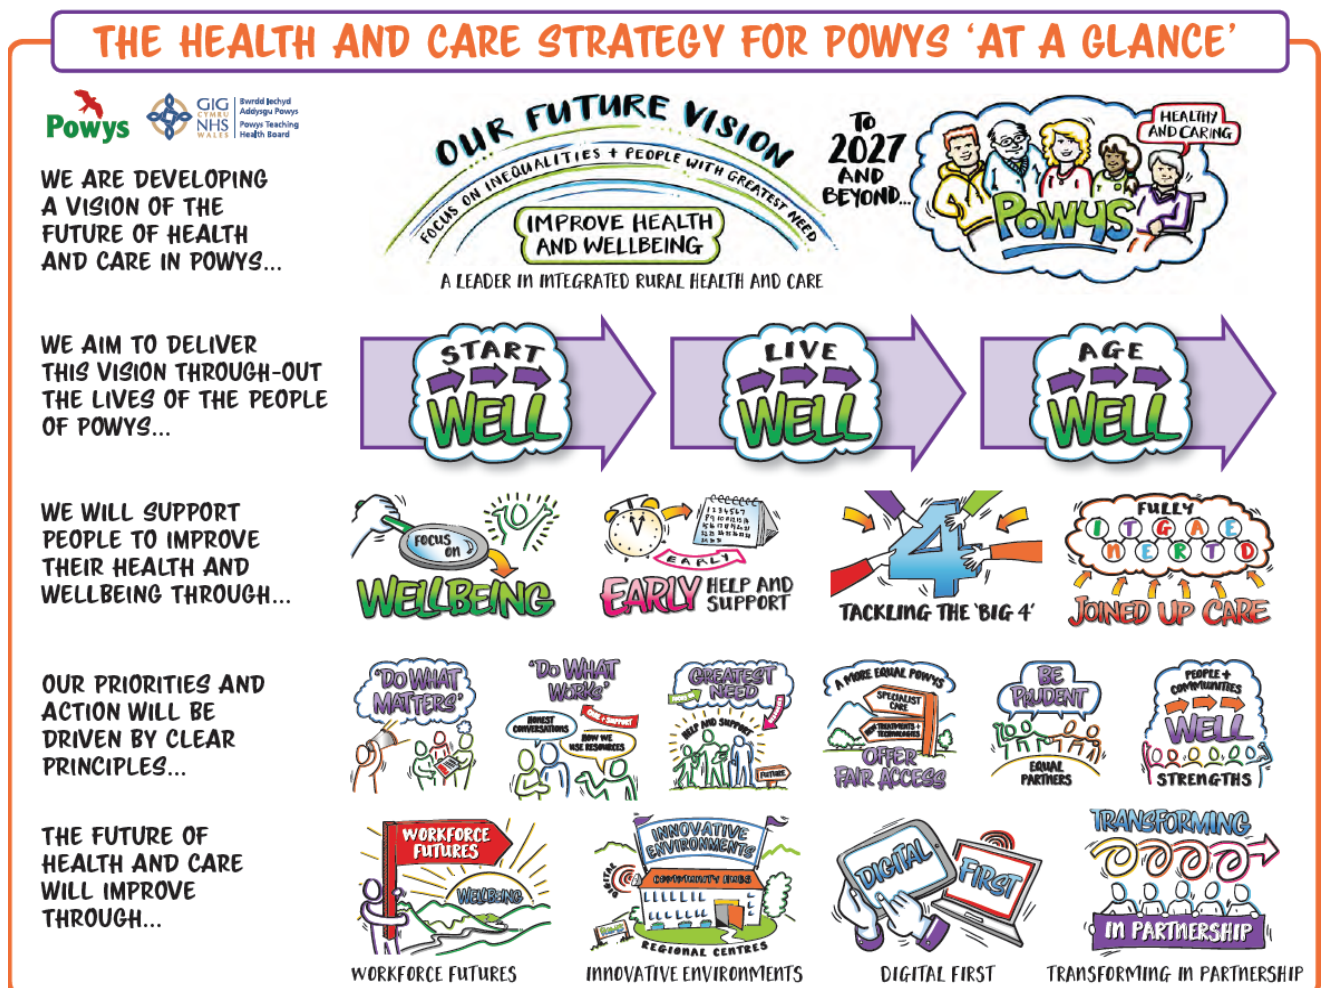 THE HEALTH AND CARE STRATEGY FOR POWYS 'AT A GLANCE'
Powys
GIG
CYMRU
NHS
WALES
Bwrdd Iechyd
Addysgu Powys
Powys Teaching
Health Board
WE ARE DEVELOPING
A VISION OF THE
FUTURE OF HEALTH
AND CARE IN POWYS...
OUR FUTURE VISION
FOCUS ON INEQUALITIES + PEOPLE WITH GREATEST NEED
IMPROVE HEALTH
AND WELLBEING
A LEADER IN INTEGRATED RURAL HEALTH AND CARE
TO
2027
AND
BEYOND...
HEALTHY
AND CARING
POWYS
WE AIM TO DELIVER
THIS VISION THROUGH-OUT
THE LIVES OF THE PEOPLE
OF POWYS...
START
WELL
LIVE
WELL
AGE
WELL
WE WILL SUPPORT
PEOPLE TO IMPROVE
THEIR HEALTH AND
WELLBEING THROUGH...
FOCUS
ON
WELLBEING
EARLY
EARLY HELP AND
SUPPORT
4
TACKLING THE 'BIG 4'
FULLY
I T G A E
N E R T D
JOINED UP CARE
OUR PRIORITIES AND
ACTION WILL BE
DRIVEN BY CLEAR
PRINCIPLES...
'DO WHAT
MATTERS'
'DO WHAT
WORKS'
CARE + SUPPORT
HONEST
CONVERSATIONS
HOW WE
USE RESOURCES
GREATEST
NEED
HELP AND SUPPORT
FUTURE
A MORE EQUAL POWYS
SPECIALIST
CARE
NEW TREATMENTS +
TECHNOLOGIES
OFFER
FAIR ACCESS
BE
PRUDENT
EQUAL
PARTNERS
PEOPLE +
COMMUNITIES
WELL
STRENGTHS
THE FUTURE OF
HEALTH AND CARE
WILL IMPROVE
THROUGH...
WORKFORCE
FUTURES
WELLBEING
WORKFORCE FUTURES
INNOVATIVE
ENVIRONMENTS
DIGITAL
COMMUNITY HUBS
REGIONAL CENTRES
INNOVATIVE ENVIRONMENTS
DIGITAL
FIRST
DIGITAL FIRST
TRANSFORMING
IN PARTNERSHIP
TRANSFORMING IN PARTNERSHIP